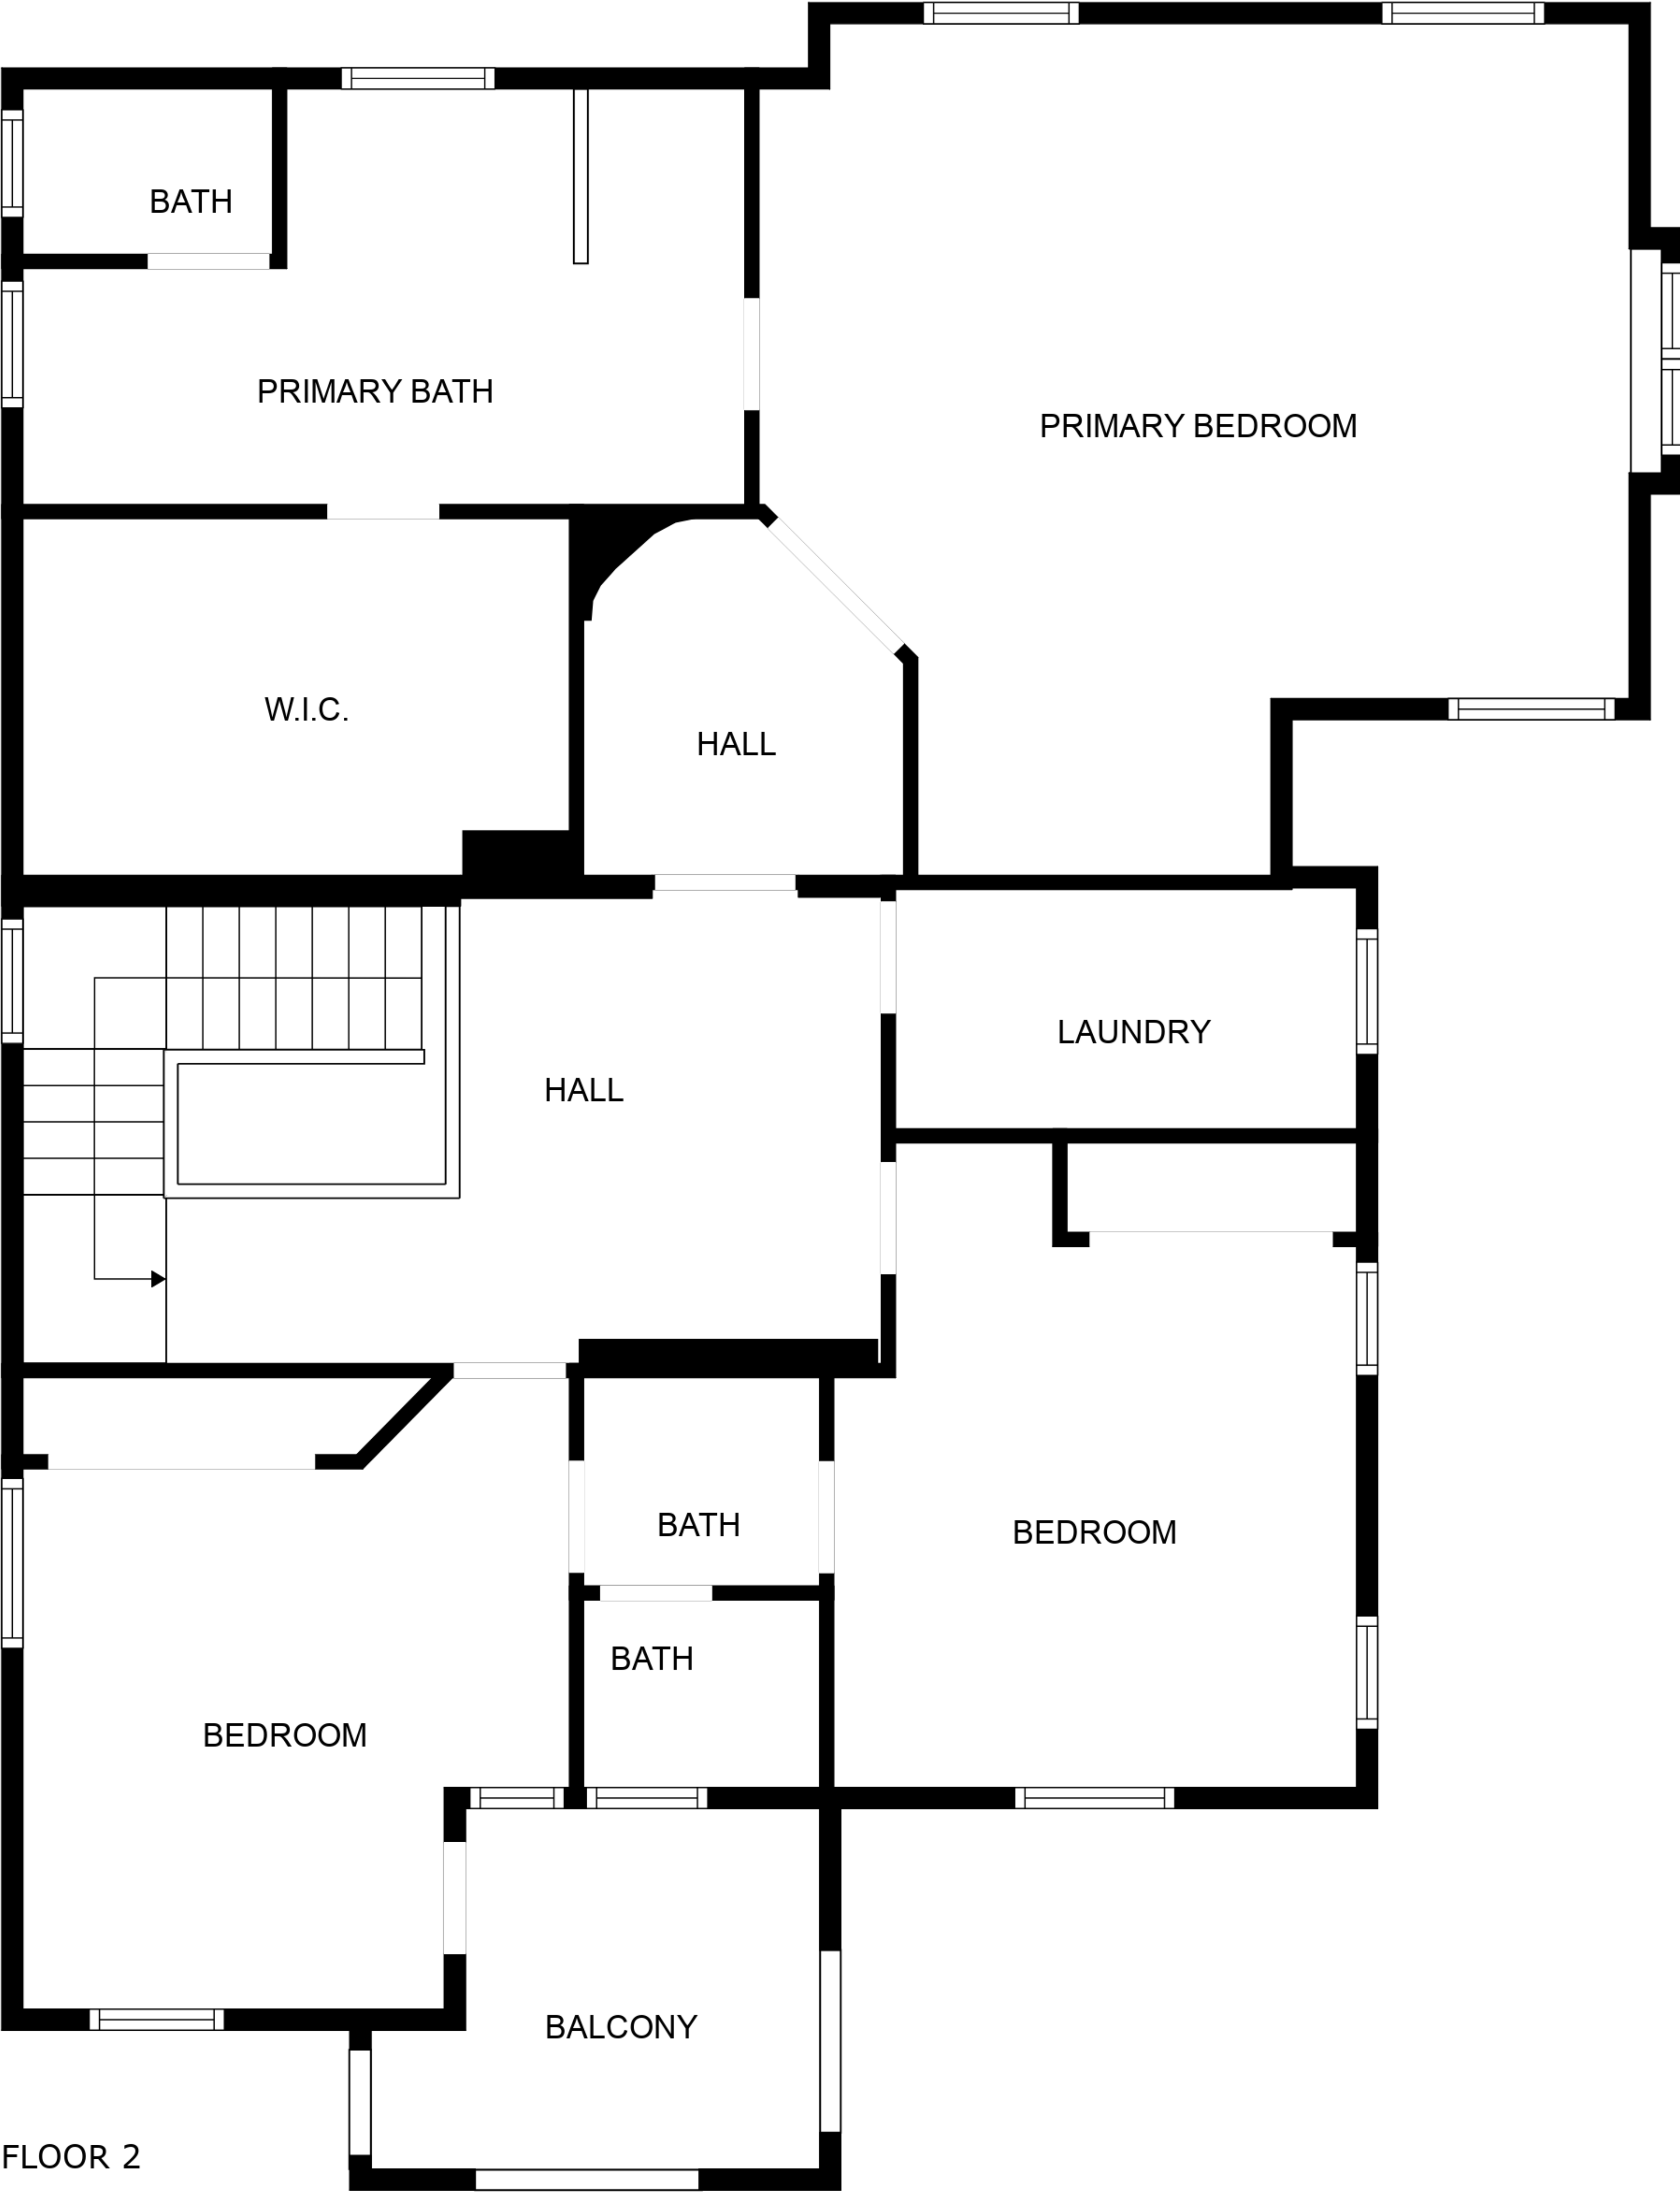 BATH
PRIMARY BATH
PRIMARY BEDROOM
W.I.C.
HALL
LAUNDRY
HALL
BATH
BEDROOM
BATH
BEDROOM
BALCONY
FLOOR 2